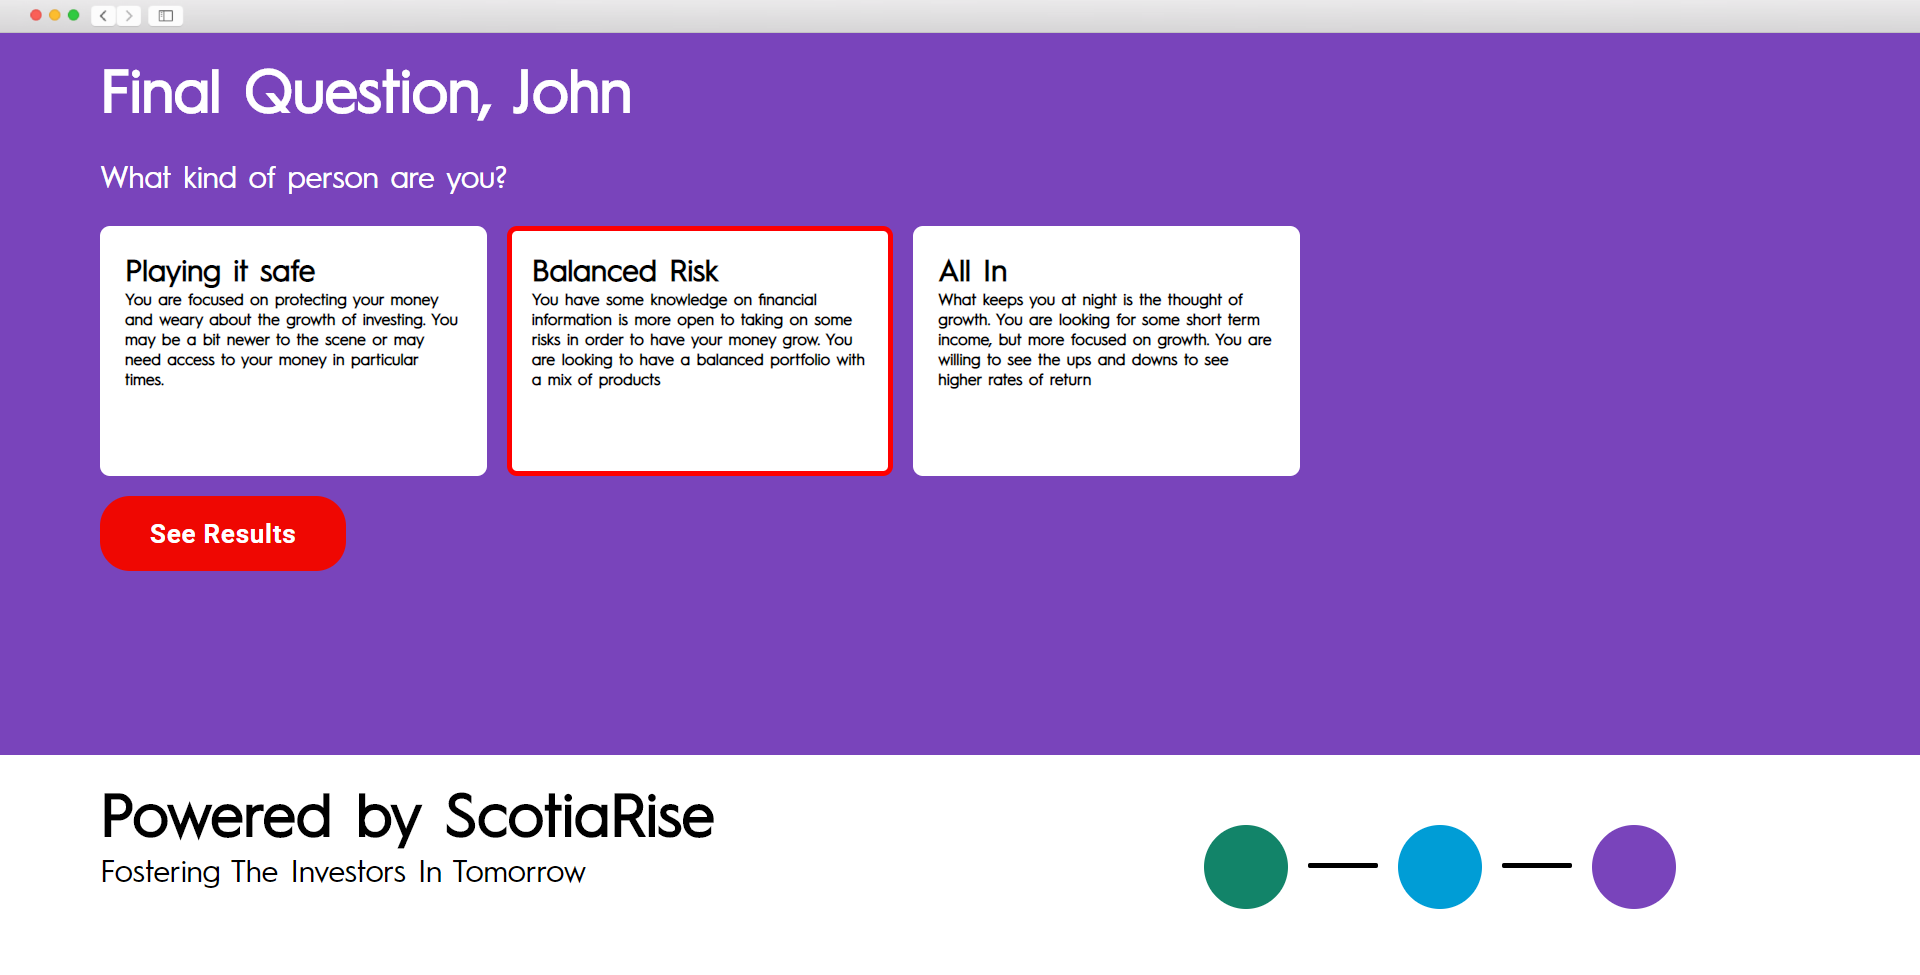 Final Question, John
What kind of person are you?
Playing it safe
You are focused on protecting your money
and weary about the growth of investing. You
may be a bit newer to the scene or may
need access to your money in particular
times.
Balanced Risk
You have some knowledge on financial
information is more open to taking on some
risks in order to have your money grow. You
are looking to have a balanced portfolio with
a mix of products
All In
What keeps you at night is the thought of
growth. You are looking for some short term
income, but more focused on growth. You are
willing to see the ups and downs to see
higher rates of return
See Results
Powered by ScotiaRise
Fostering The Investors In Tomorrow